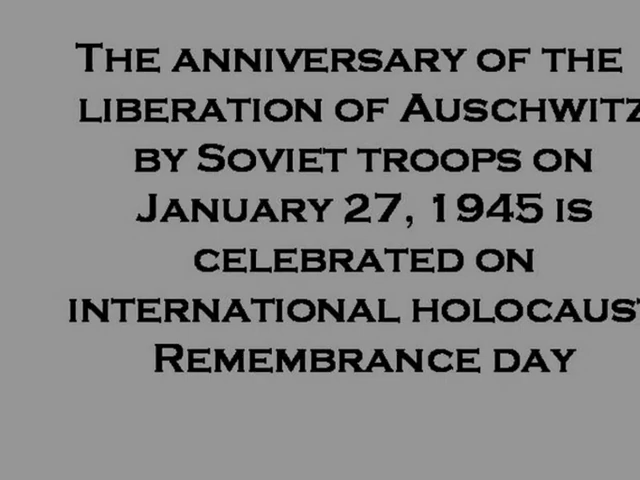 The anniversary of the
liberation of Auschwitz
by Soviet troops on
January 27, 1945 is
celebrated on
international holocaust
Remembrance day